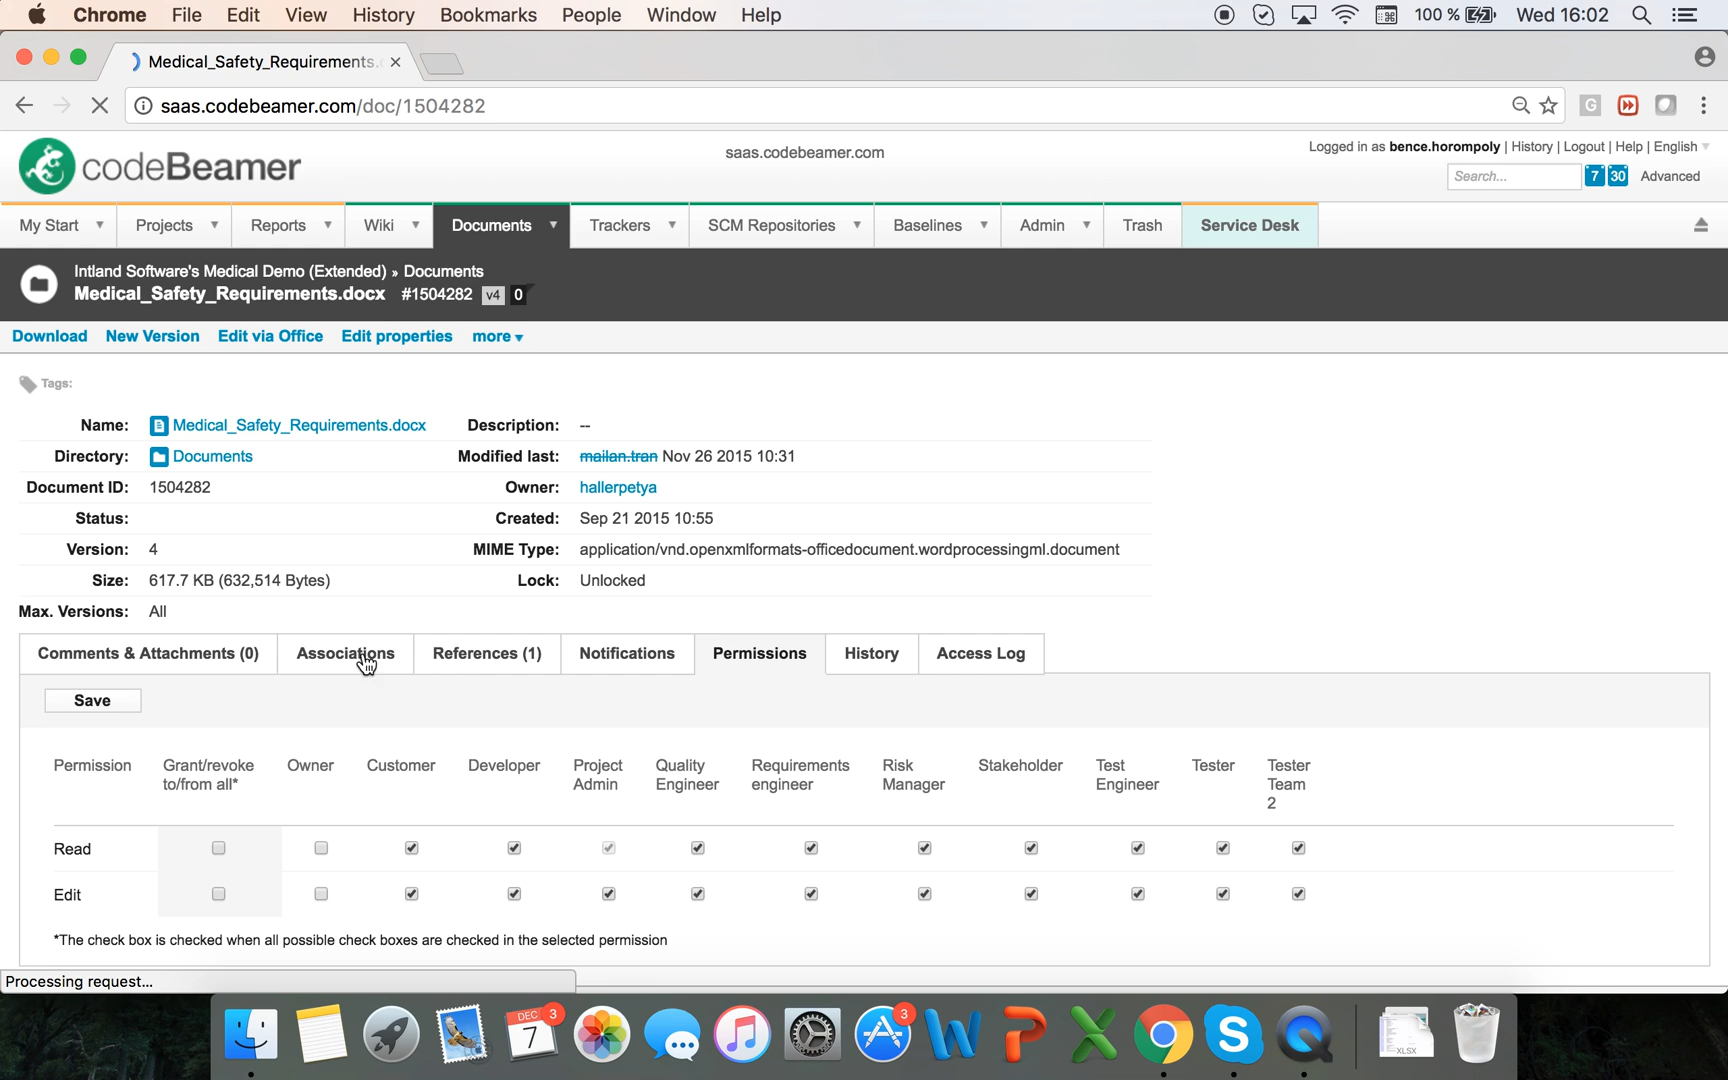 Chrome File Edit View History Bookmarks People Window Help 100 % Wed 16:02
Medical_Safety_Requirements.
saas.codebeamer.com/doc/1504282
codeBeamer
saas.codebeamer.com
Logged in as bence.horompoly | History | Logout | Help | English
Search... 7 30 Advanced
My Start Projects Reports Wiki Documents Trackers SCM Repositories Baselines Admin Trash Service Desk
Intland Software's Medical Demo (Extended) » Documents
Medical_Safety_Requirements.docx #1504282 v4 0
Download New Version Edit via Office Edit properties more
Tags:
Name: Medical_Safety_Requirements.docx Description: --
Directory: Documents Modified last: mailan.tran Nov 26 2015 10:31
Document ID: 1504282 Owner: hallerpetya
Status: Created: Sep 21 2015 10:55
Version: 4 MIME Type: application/vnd.openxmlformats-officedocument.wordprocessingml.document
Size: 617.7 KB (632,514 Bytes) Lock: Unlocked
Max. Versions: All
Comments & Attachments (0) Associations References (1) Notifications Permissions History Access Log
Save
Permission Grant/revoke to/from all* Owner Customer Developer Project Admin Quality Engineer Requirements engineer Risk Manager Stakeholder Test Engineer Tester Tester Team 2
Read
Edit
*The check box is checked when all possible check boxes are checked in the selected permission
Processing request...
DEC 7 3
3
XLSX